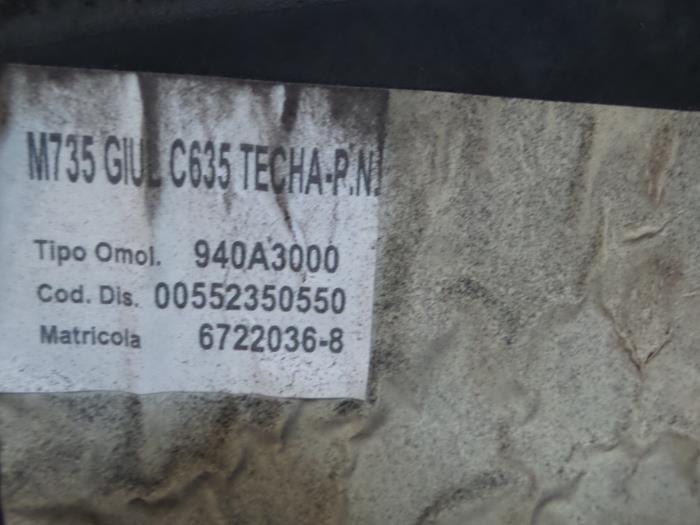 M735 GIUL C635 TECHA-P.N.
Tipo Omol. 940A3000
Cod. Dis. 00552350550
Matricola 6722036-8